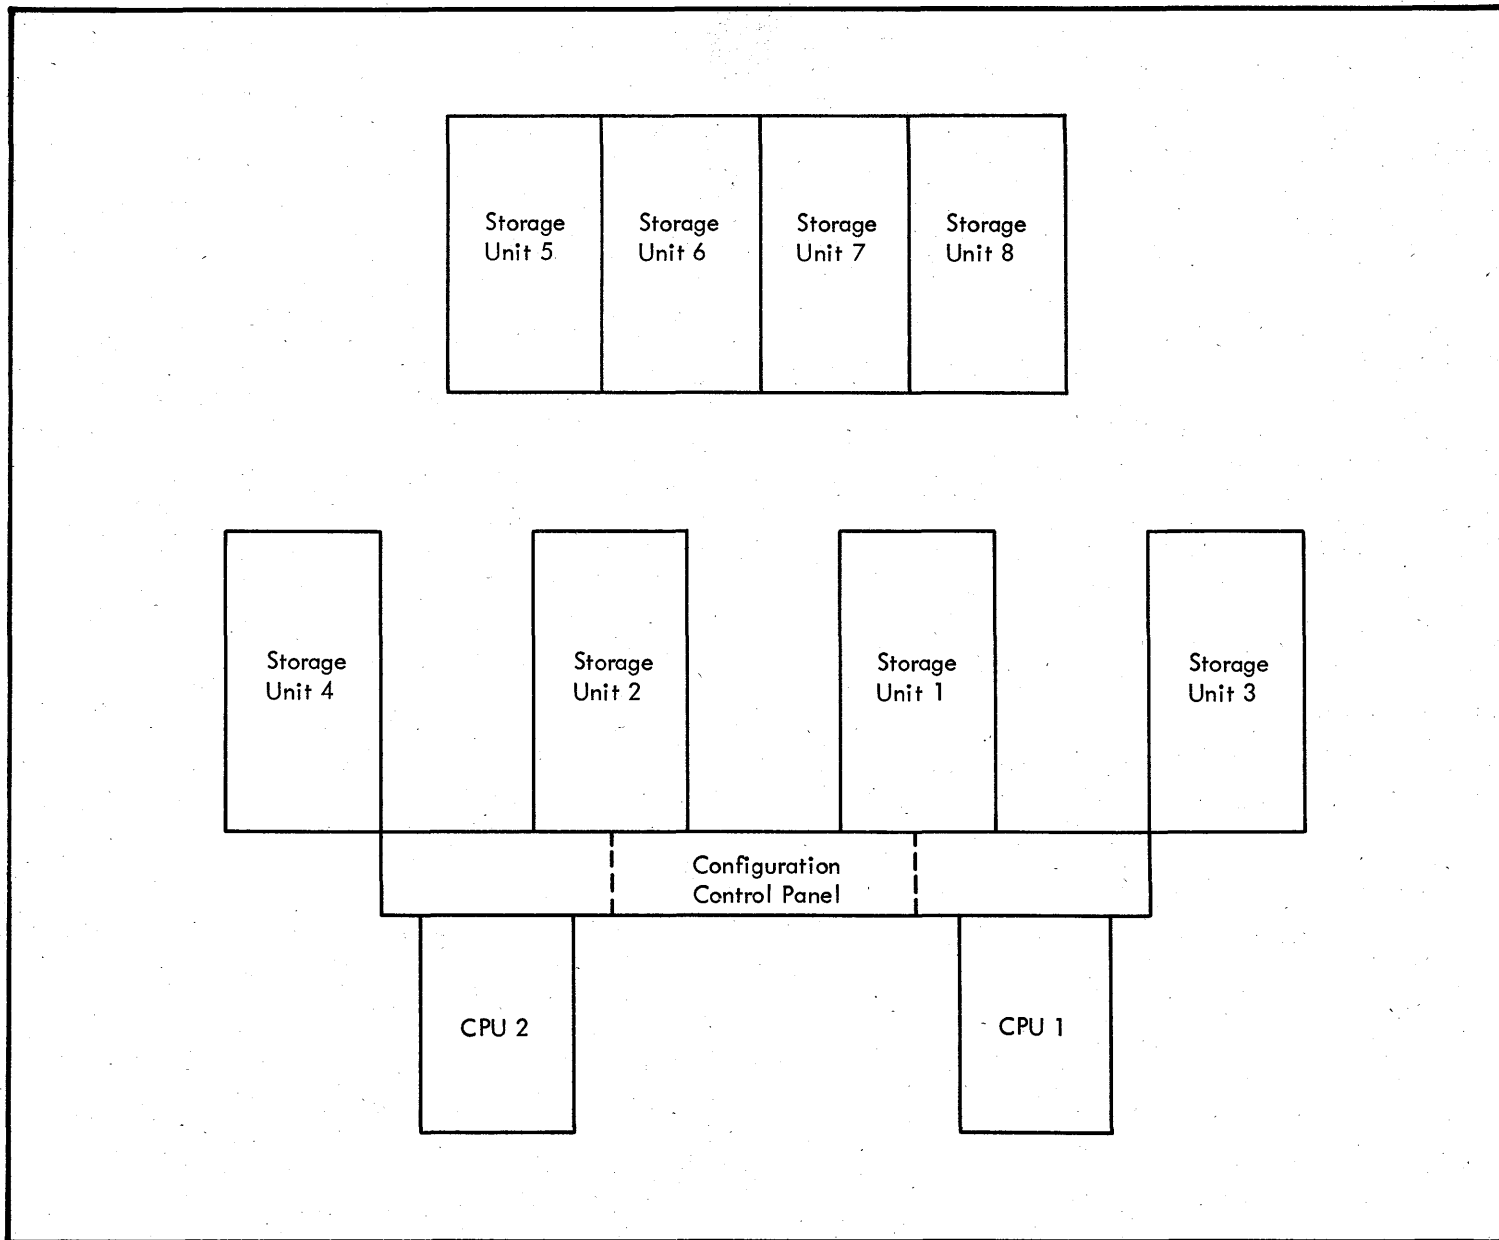 Storage
Unit 5
Storage
Unit 6
Storage
Unit 7
Storage
Unit 8
Storage
Unit 4
Storage
Unit 2
Storage
Unit 1
Storage
Unit 3
Configuration
Control Panel
CPU 2
CPU 1